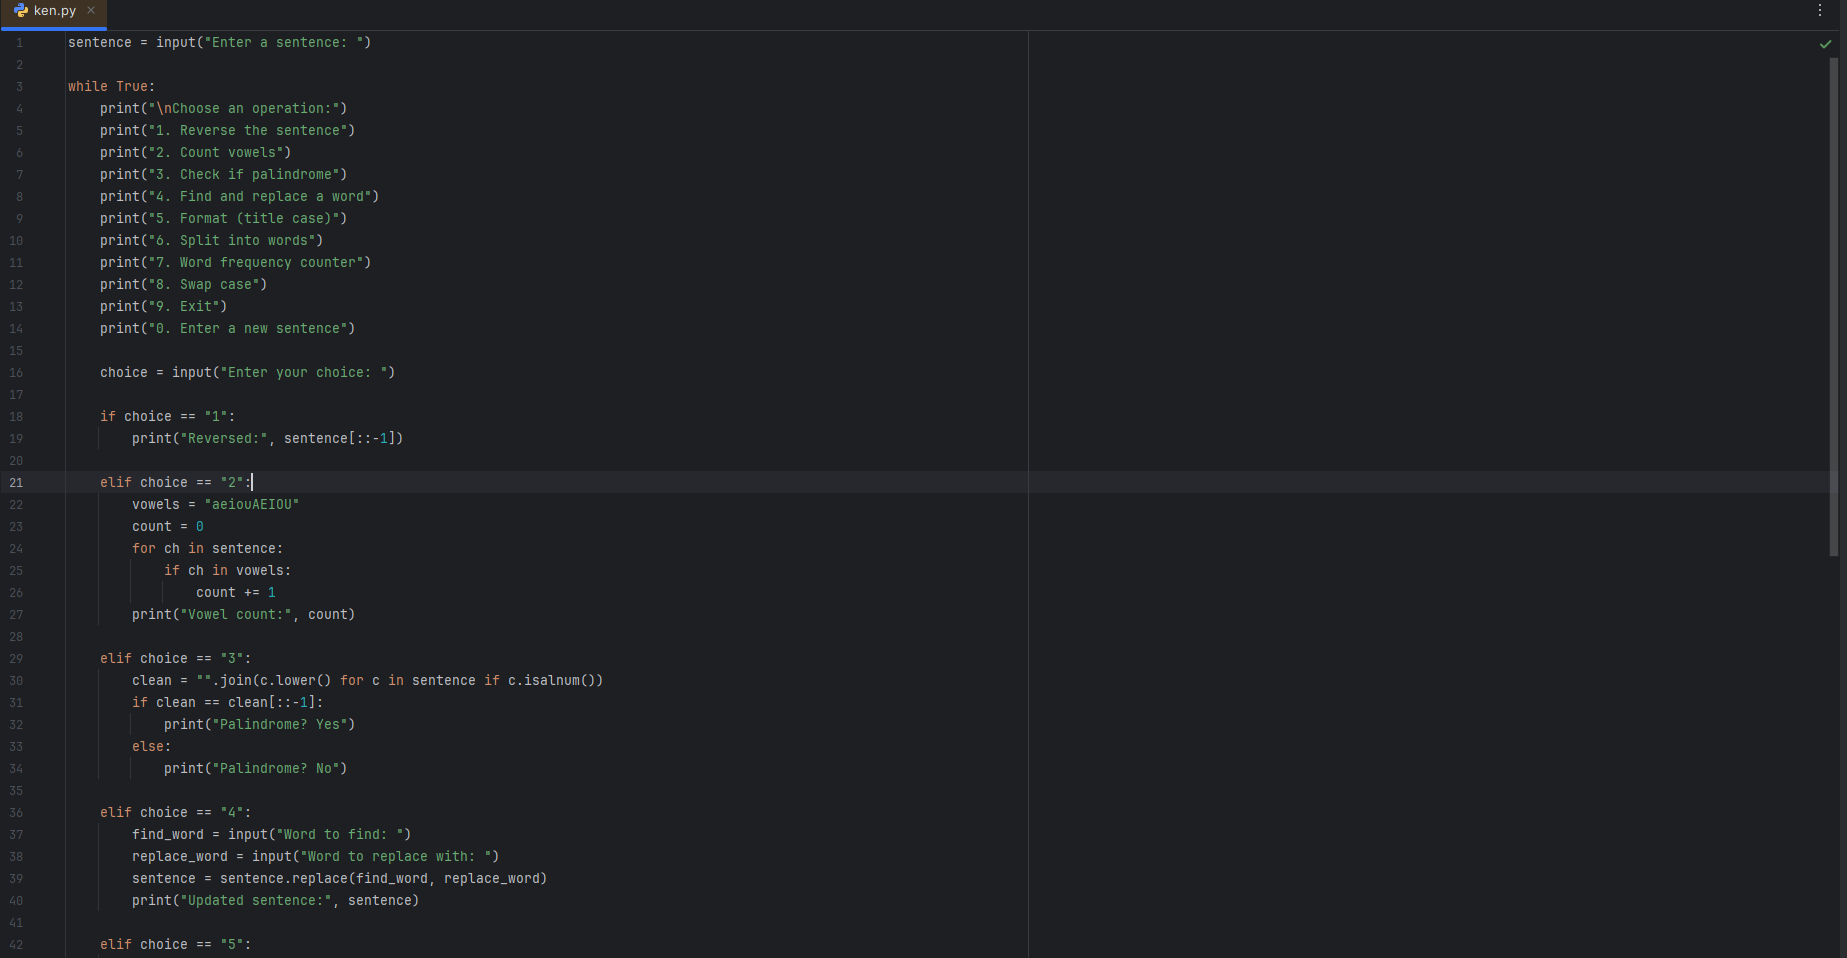 ken.py
1 sentence = input("Enter a sentence: ")
2
3 while True:
4     print("\nChoose an operation:")
5     print("1. Reverse the sentence")
6     print("2. Count vowels")
7     print("3. Check if palindrome")
8     print("4. Find and replace a word")
9     print("5. Format (title case)")
10     print("6. Split into words")
11     print("7. Word frequency counter")
12     print("8. Swap case")
13     print("9. Exit")
14     print("0. Enter a new sentence")
15
16     choice = input("Enter your choice: ")
17
18     if choice == "1":
19         print("Reversed:", sentence[::-1])
20
21     elif choice == "2":
22         vowels = "aeiouAEIOU"
23         count = 0
24         for ch in sentence:
25             if ch in vowels:
26                 count += 1
27         print("Vowel count:", count)
28
29     elif choice == "3":
30         clean = "".join(c.lower() for c in sentence if c.isalnum())
31         if clean == clean[::-1]:
32             print("Palindrome? Yes")
33         else:
34             print("Palindrome? No")
35
36     elif choice == "4":
37         find_word = input("Word to find: ")
38         replace_word = input("Word to replace with: ")
39         sentence = sentence.replace(find_word, replace_word)
40         print("Updated sentence:", sentence)
41
42     elif choice == "5":